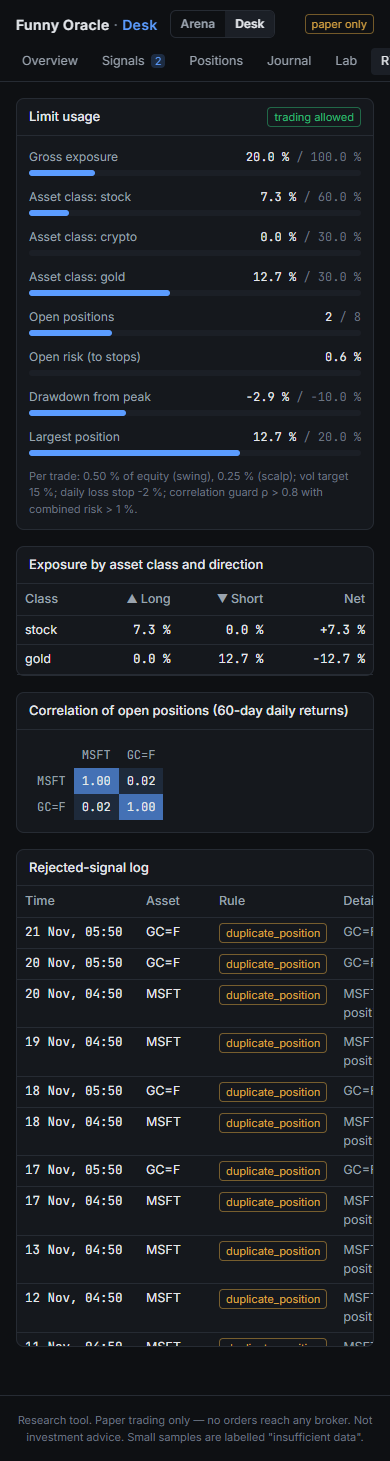 Funny Oracle · Desk Arena Desk paper only
Overview Signals 2 Positions Journal Lab R
Limit usage trading allowed
Gross exposure 20.0 % / 100.0 %
Asset class: stock 7.3 % / 60.0 %
Asset class: crypto 0.0 % / 30.0 %
Asset class: gold 12.7 % / 30.0 %
Open positions 2 / 8
Open risk (to stops) 0.6 %
Drawdown from peak -2.9 % / -10.0 %
Largest position 12.7 % / 20.0 %
Per trade: 0.50 % of equity (swing), 0.25 % (scalp); vol target
15 %; daily loss stop -2 %; correlation guard ρ > 0.8 with
combined risk > 1 %.
Exposure by asset class and direction
Class ▲ Long ▼ Short Net
stock 7.3 % 0.0 % +7.3 %
gold 0.0 % 12.7 % -12.7 %
Correlation of open positions (60-day daily returns)
MSFT GC=F
MSFT 1.00 0.02
GC=F 0.02 1.00
Rejected-signal log
Time Asset Rule Detai
21 Nov, 05:50 GC=F duplicate_position GC=F
20 Nov, 05:50 GC=F duplicate_position GC=F
20 Nov, 04:50 MSFT duplicate_position MSFT
posit
19 Nov, 04:50 MSFT duplicate_position MSFT
posit
18 Nov, 05:50 GC=F duplicate_position GC=F
18 Nov, 04:50 MSFT duplicate_position MSFT
posit
17 Nov, 05:50 GC=F duplicate_position GC=F
17 Nov, 04:50 MSFT duplicate_position MSFT
posit
13 Nov, 04:50 MSFT duplicate_position MSFT
posit
12 Nov, 04:50 MSFT duplicate_position MSFT
posit
11 Nov, 04:50 MSFT duplicate_position MSFT
Research tool. Paper trading only — no orders reach any broker. Not
investment advice. Small samples are labelled "insufficient data".